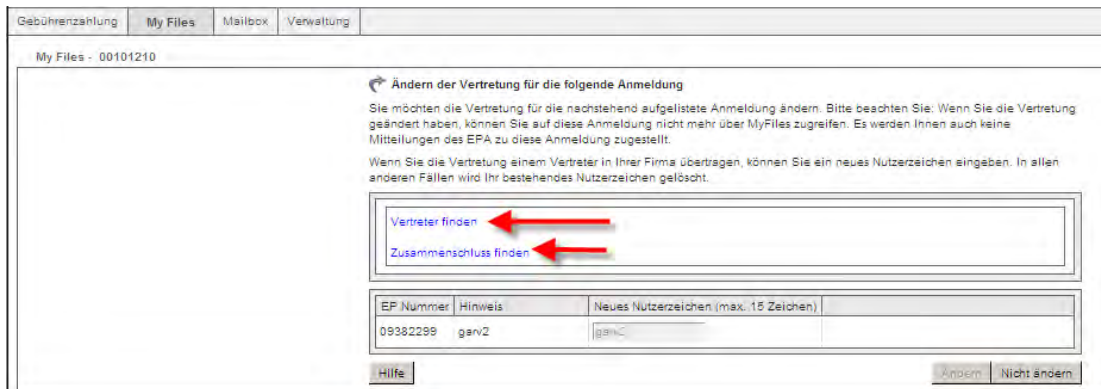 Gebührenzahlung My Files Mailbox Verwaltung
My Files - 00101210
Ändern der Vertretung für die folgende Anmeldung
Sie möchten die Vertretung für die nachstehend aufgelistete Anmeldung ändern. Bitte beachten Sie: Wenn Sie die Vertretung
geändert haben, können Sie auf diese Anmeldung nicht mehr über MyFiles zugreifen. Es werden Ihnen auch keine
Mitteilungen des EPA zu diese Anmeldung zugestellt.
Wenn Sie die Vertretung einem Vertreter in Ihrer Firma übertragen, können Sie ein neues Nutzerzeichen eingeben. In allen
anderen Fällen wird Ihr bestehendes Nutzerzeichen gelöscht.
Vertreter finden
Zusammenschluss finden
EP Nummer Hinweis Neues Nutzerzeichen (max. 15 Zeichen)
09382299 garv2 garv2
Hilfe Ändern Nicht ändern